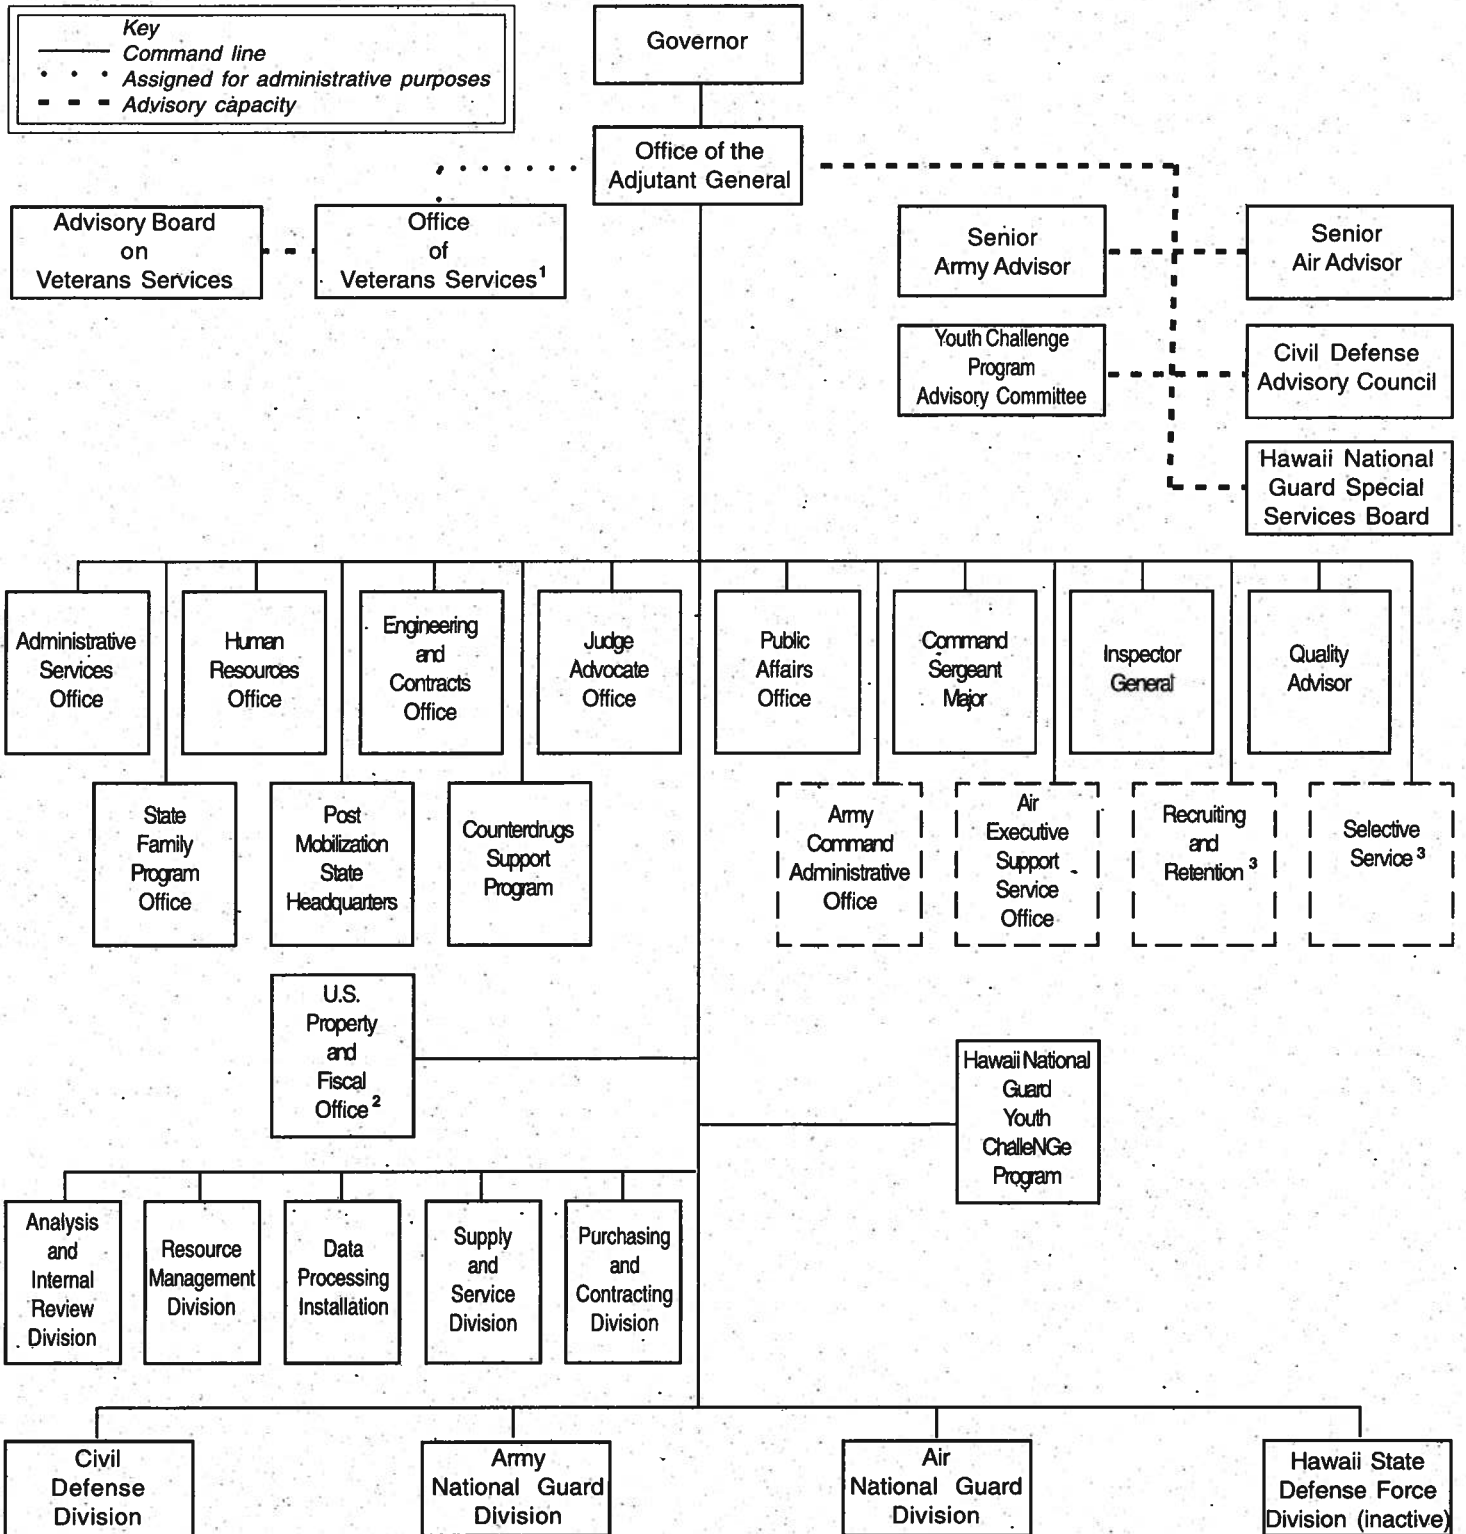 Key
Command line
Assigned for administrative purposes
Advisory capacity
Governor
Office of the
Adjutant General
Advisory Board
on
Veterans Services
Office
of
Veterans Services¹
Senior
Army Advisor
Senior
Air Advisor
Youth Challenge
Program
Advisory Committee
Civil Defense
Advisory Council
Hawaii National
Guard Special
Services Board
Administrative
Services
Office
Human
Resources
Office
Engineering
and
Contracts
Office
Judge
Advocate
Office
Public
Affairs
Office
Command
Sergeant
Major
Inspector
General
Quality
Advisor
State
Family
Program
Office
Post
Mobilization
State
Headquarters
Counterdrugs
Support
Program
Army
Command
Administrative
Office
Air
Executive
Support
Service
Office
Recruiting
and
Retention ³
Selective
Service ³
U.S.
Property
and
Fiscal
Office ²
Hawaii National
Guard
Youth
ChalleNGe
Program
Analysis
and
Internal
Review
Division
Resource
Management
Division
Data
Processing
Installation
Supply
and
Service
Division
Purchasing
and
Contracting
Division
Civil
Defense
Division
Army
National Guard
Division
Air
National Guard
Division
Hawaii State
Defense Force
Division (inactive)